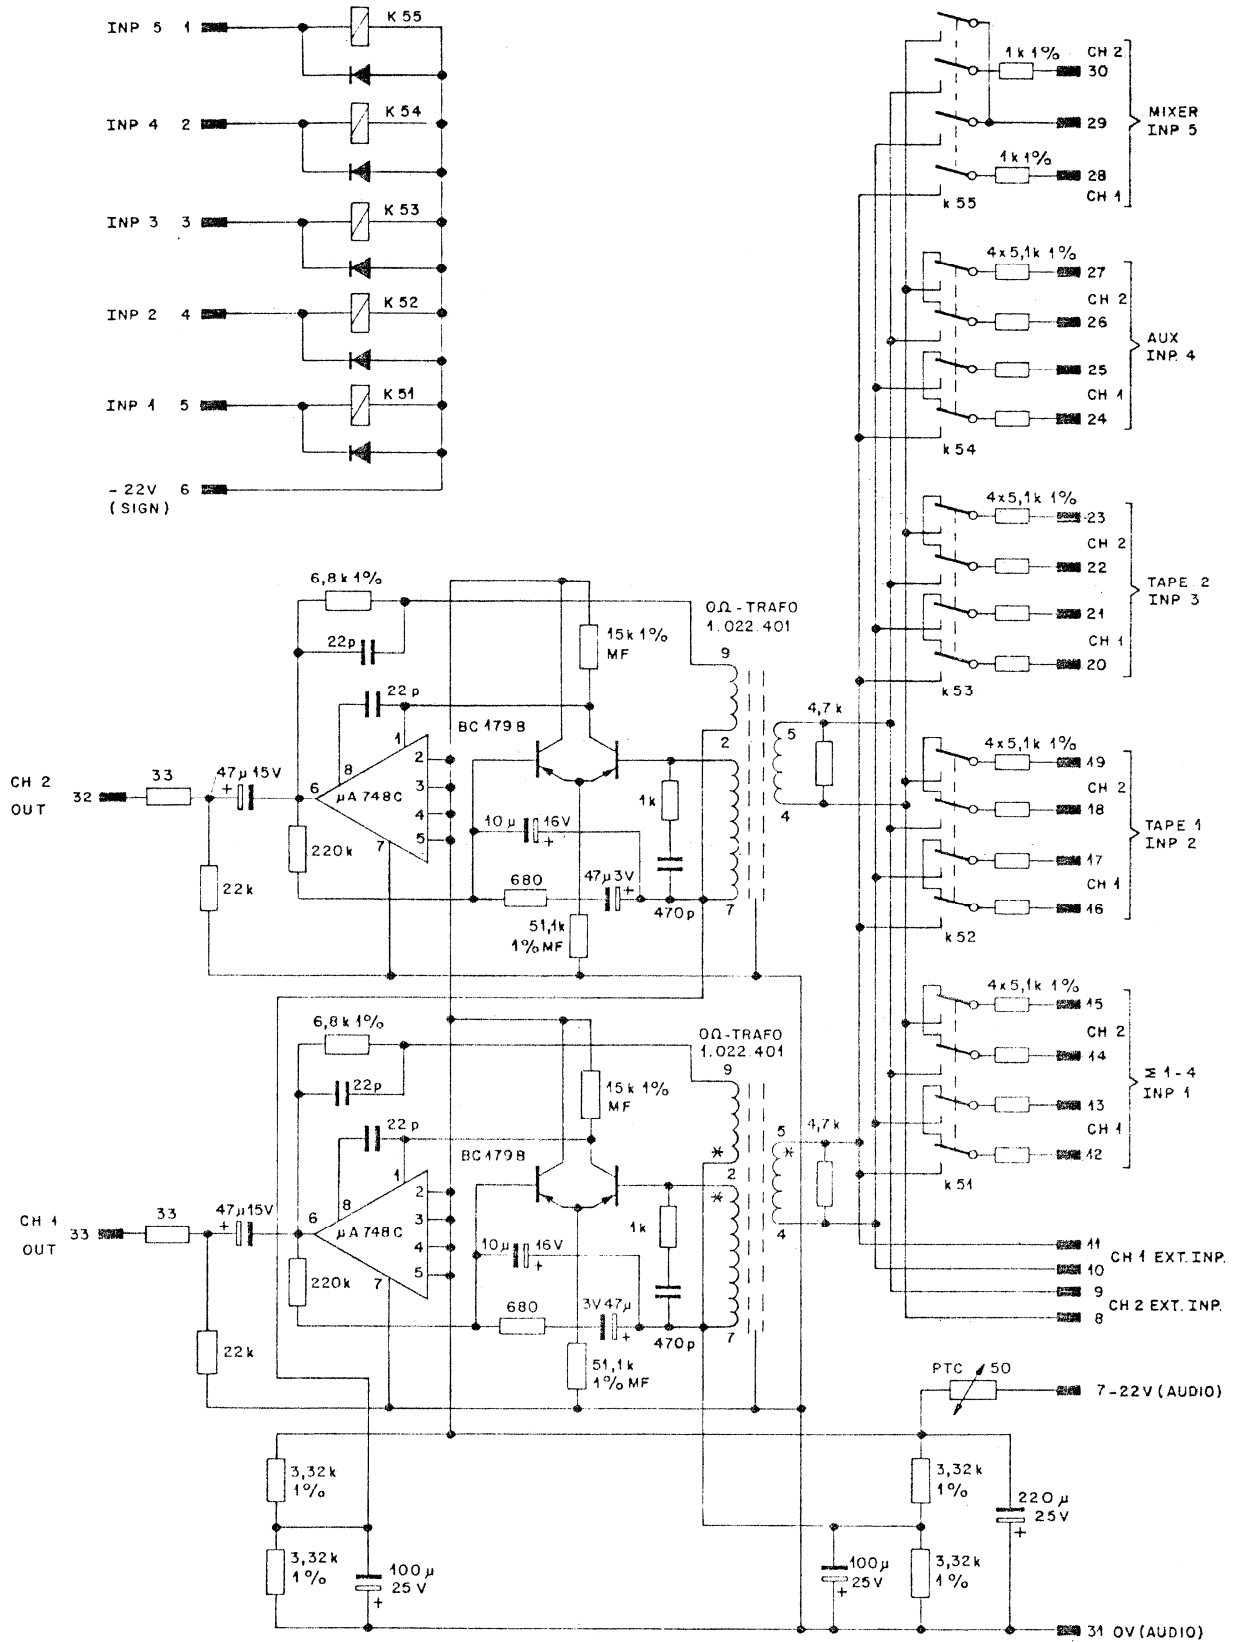 INP 5 1
K 55
INP 4 2
K 54
INP 3 3
K 53
INP 2 4
K 52
INP 1 5
K 51
- 22V 6
(SIGN)
1k 1%
CH 2
30
29
MIXER
INP 5
1k 1%
28
CH 1
k 55
4x5,1k 1%
27
CH 2
26
AUX
INP. 4
25
CH 1
24
k 54
4x5,1k 1%
23
CH 2
22
TAPE 2
INP 3
21
CH 1
20
k 53
4x5,1k 1%
19
CH 2
18
TAPE 1
INP 2
17
CH 1
16
k 52
4x5,1k 1%
15
CH 2
14
Σ 1-4
INP 1
13
CH 1
12
k 51
11
CH 1 EXT. INP.
10
9
CH 2 EXT. INP.
8
6,8k 1%
22p
22p
15k 1%
MF
BC 179B
0Ω-TRAFO
1.022.401
9
2
5
4,7k
4
7
CH 2
OUT
32
33
47µ 15V
+
6
8
1
µA 748C
2
3
4
5
7
220k
22k
10µ
16V
+
1k
680
47µ3V
+
470p
51,1k
1% MF
6,8k 1%
22p
22p
15k 1%
MF
BC 179B
0Ω-TRAFO
1.022.401
9
*
2
*
5
*
4,7k
4
7
CH 1
OUT
33
33
47µ15V
+
6
8
1
µA 748C
2
3
4
5
7
220k
22k
10µ
16V
+
1k
680
3V 47µ
+
470p
51,1k
1% MF
PTC 50
7 -22V (AUDIO)
3,32k
1%
3,32k
1%
100µ
25V
+
3,32k
1%
220µ
25V
+
100µ
25V
+
3,32k
1%
31 0V (AUDIO)